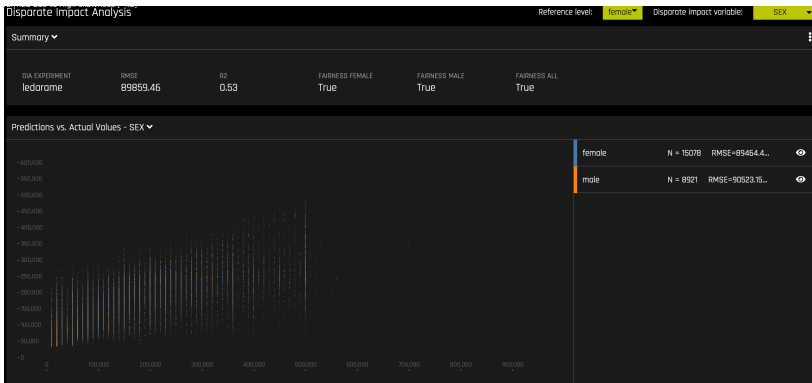 Disparate Impact Analysis
Reference level: female Disparate impact variable: SEX
Summary
DIA EXPERIMENT RMSE R2 FAIRNESS FEMALE FAIRNESS MALE FAIRNESS ALL
ledarame 89859.46 0.53 True True True
Predictions vs. Actual Values - SEX
female N = 15078 RMSE=89464.4...
male N = 8921 RMSE=90523.15...
600,000
550,000
500,000
450,000
400,000
350,000
300,000
250,000
200,000
150,000
100,000
50,000
0
0 100,000 200,000 300,000 400,000 500,000 600,000 700,000 800,000 900,000